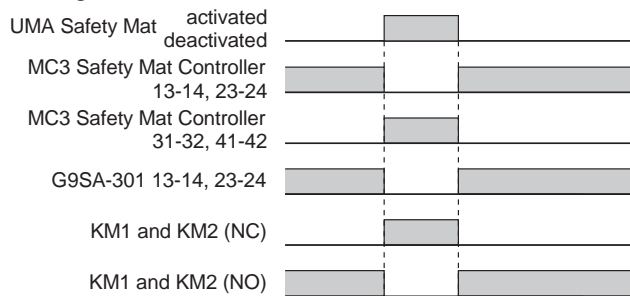 UMA Safety Mat activated
deactivated
MC3 Safety Mat Controller
13-14, 23-24
MC3 Safety Mat Controller
31-32, 41-42
G9SA-301 13-14, 23-24
KM1 and KM2 (NC)
KM1 and KM2 (NO)